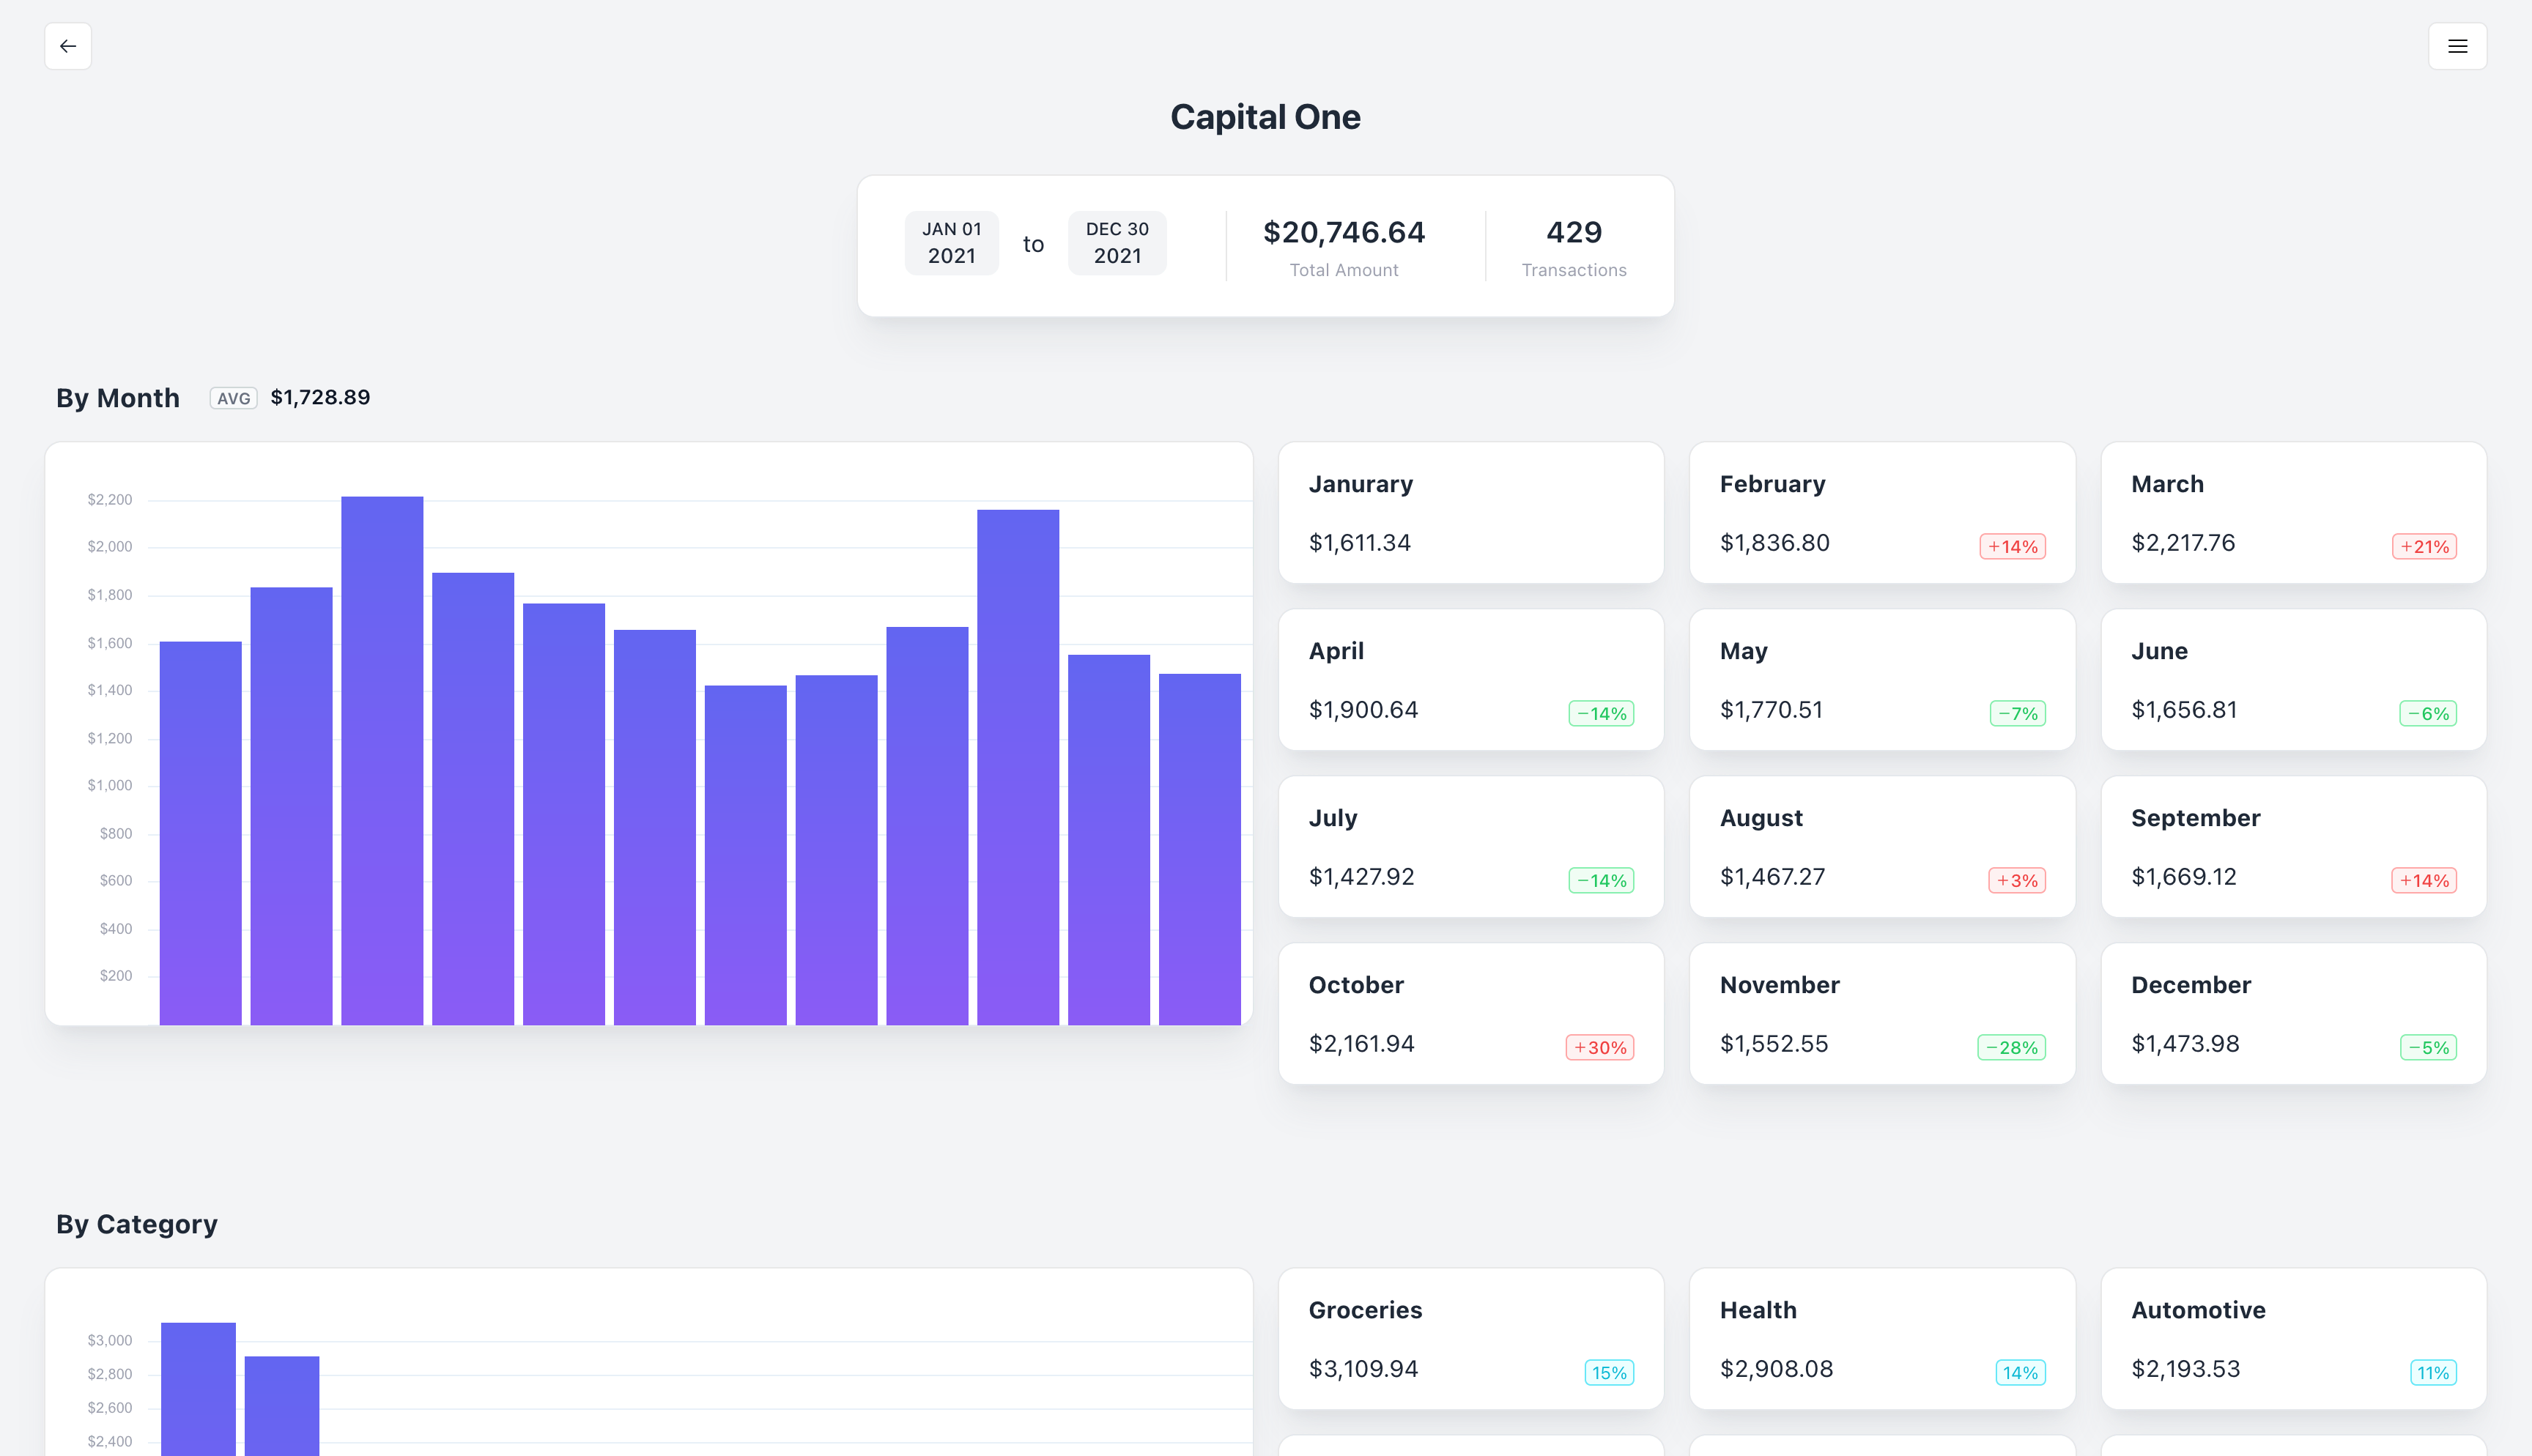 Capital One
JAN 01
2021
to
DEC 30
2021
$20,746.64
Total Amount
429
Transactions
By Month AVG $1,728.89
$2,200
$2,000
$1,800
$1,600
$1,400
$1,200
$1,000
$800
$600
$400
$200
Janurary
$1,611.34
February
$1,836.80 +14%
March
$2,217.76 +21%
April
$1,900.64 −14%
May
$1,770.51 −7%
June
$1,656.81 −6%
July
$1,427.92 −14%
August
$1,467.27 +3%
September
$1,669.12 +14%
October
$2,161.94 +30%
November
$1,552.55 −28%
December
$1,473.98 −5%
By Category
$3,000
$2,800
$2,600
$2,400
Groceries
$3,109.94 15%
Health
$2,908.08 14%
Automotive
$2,193.53 11%